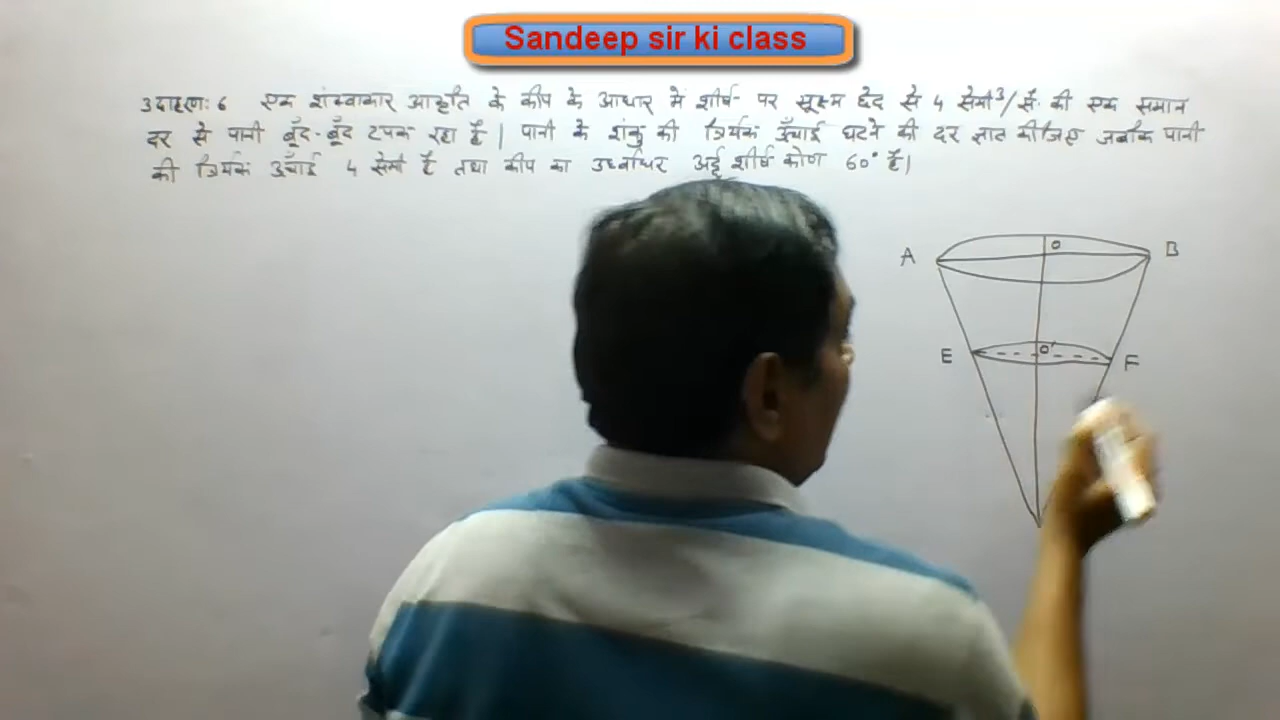 Sandeep sir ki class
उदाहरण: 6 एक शंक्वाकार आकृति के कीप के आधार में शीर्ष पर सूक्ष्म छेद से 4 सेमी³/से. की एक समान
दर से पानी बूँद-बूँद टपक रहा है। पानी के शंकु की त्रियक ऊँचाई घटने की दर ज्ञात कीजिए जबकि पानी
की त्रियक ऊँचाई 4 सेमी है तथा कीप का उर्ध्वाधर अर्द्ध शीर्ष कोण 60° है।
A O B
E O' F